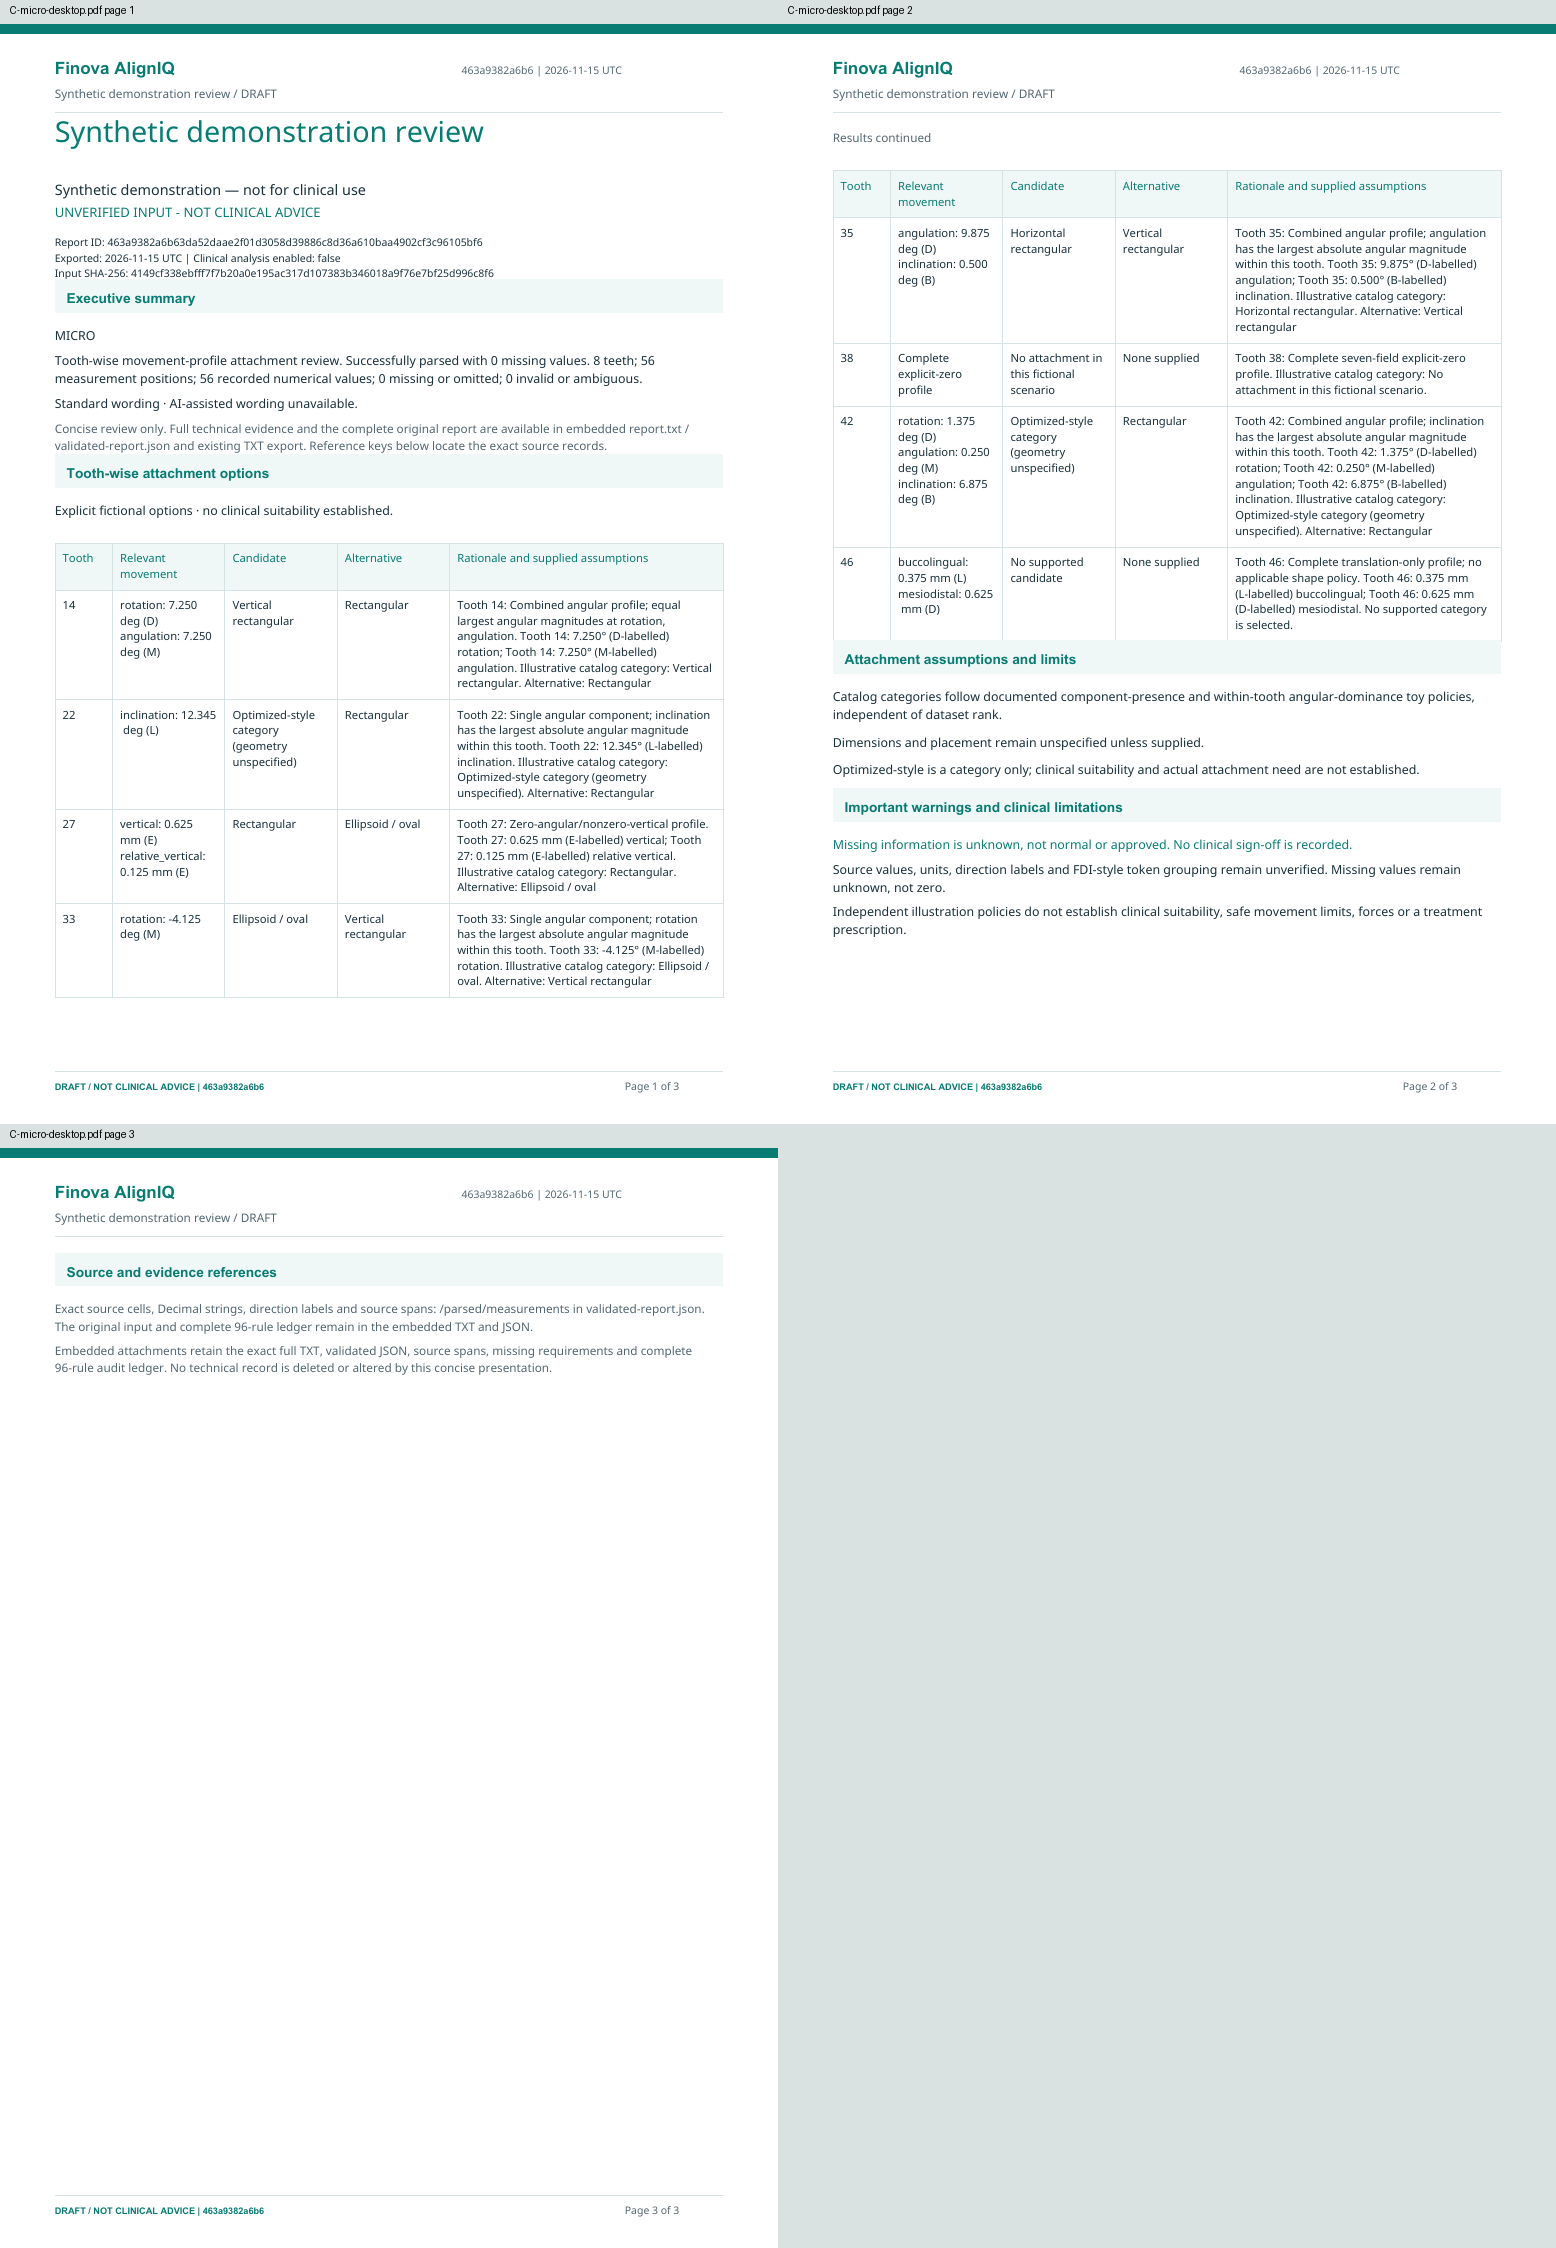 C-micro-desktop.pdf page 1
Finova AlignIQ
463a9382a6b6 | 2026-11-15 UTC
Synthetic demonstration review / DRAFT
Synthetic demonstration review
Synthetic demonstration — not for clinical use
UNVERIFIED INPUT - NOT CLINICAL ADVICE
Report ID: 463a9382a6b63da52daae2f01d3058d39886c8d36a610baa4902cf3c96105bf6
Exported: 2026-11-15 UTC | Clinical analysis enabled: false
Input SHA-256: 4149cf338ebfff7f7b20a0e195ac317d107383b346018a9f76e7bf25d996c8f6
Executive summary
MICRO
Tooth-wise movement-profile attachment review. Successfully parsed with 0 missing values. 8 teeth; 56
measurement positions; 56 recorded numerical values; 0 missing or omitted; 0 invalid or ambiguous.
Standard wording · AI-assisted wording unavailable.
Concise review only. Full technical evidence and the complete original report are available in embedded report.txt /
validated-report.json and existing TXT export. Reference keys below locate the exact source records.
Tooth-wise attachment options
Explicit fictional options · no clinical suitability established.
Tooth
Relevant
movement
Candidate
Alternative
Rationale and supplied assumptions
14
rotation: 7.250
deg (D)
angulation: 7.250
deg (M)
Vertical
rectangular
Rectangular
Tooth 14: Combined angular profile; equal
largest angular magnitudes at rotation,
angulation. Tooth 14: 7.250° (D-labelled)
rotation; Tooth 14: 7.250° (M-labelled)
angulation. Illustrative catalog category: Vertical
rectangular. Alternative: Rectangular
22
inclination: 12.345
deg (L)
Optimized-style
category
(geometry
unspecified)
Rectangular
Tooth 22: Single angular component; inclination
has the largest absolute angular magnitude
within this tooth. Tooth 22: 12.345° (L-labelled)
inclination. Illustrative catalog category:
Optimized-style category (geometry
unspecified). Alternative: Rectangular
27
vertical: 0.625
mm (E)
relative_vertical:
0.125 mm (E)
Rectangular
Ellipsoid / oval
Tooth 27: Zero-angular/nonzero-vertical profile.
Tooth 27: 0.625 mm (E-labelled) vertical; Tooth
27: 0.125 mm (E-labelled) relative vertical.
Illustrative catalog category: Rectangular.
Alternative: Ellipsoid / oval
33
rotation: -4.125
deg (M)
Ellipsoid / oval
Vertical
rectangular
Tooth 33: Single angular component; rotation
has the largest absolute angular magnitude
within this tooth. Tooth 33: -4.125° (M-labelled)
rotation. Illustrative catalog category: Ellipsoid /
oval. Alternative: Vertical rectangular
DRAFT / NOT CLINICAL ADVICE | 463a9382a6b6
Page 1 of 3
C-micro-desktop.pdf page 2
Finova AlignIQ
463a9382a6b6 | 2026-11-15 UTC
Synthetic demonstration review / DRAFT
Results continued
Tooth
Relevant
movement
Candidate
Alternative
Rationale and supplied assumptions
35
angulation: 9.875
deg (D)
inclination: 0.500
deg (B)
Horizontal
rectangular
Vertical
rectangular
Tooth 35: Combined angular profile; angulation
has the largest absolute angular magnitude
within this tooth. Tooth 35: 9.875° (D-labelled)
angulation; Tooth 35: 0.500° (B-labelled)
inclination. Illustrative catalog category:
Horizontal rectangular. Alternative: Vertical
rectangular
38
Complete
explicit-zero
profile
No attachment in
this fictional
scenario
None supplied
Tooth 38: Complete seven-field explicit-zero
profile. Illustrative catalog category: No
attachment in this fictional scenario.
42
rotation: 1.375
deg (D)
angulation: 0.250
deg (M)
inclination: 6.875
deg (B)
Optimized-style
category
(geometry
unspecified)
Rectangular
Tooth 42: Combined angular profile; inclination
has the largest absolute angular magnitude
within this tooth. Tooth 42: 1.375° (D-labelled)
rotation; Tooth 42: 0.250° (M-labelled)
angulation; Tooth 42: 6.875° (B-labelled)
inclination. Illustrative catalog category:
Optimized-style category (geometry
unspecified). Alternative: Rectangular
46
buccolingual:
0.375 mm (L)
mesiodistal: 0.625
mm (D)
No supported
candidate
None supplied
Tooth 46: Complete translation-only profile; no
applicable shape policy. Tooth 46: 0.375 mm
(L-labelled) buccolingual; Tooth 46: 0.625 mm
(D-labelled) mesiodistal. No supported category
is selected.
Attachment assumptions and limits
Catalog categories follow documented component-presence and within-tooth angular-dominance toy policies,
independent of dataset rank.
Dimensions and placement remain unspecified unless supplied.
Optimized-style is a category only; clinical suitability and actual attachment need are not established.
Important warnings and clinical limitations
Missing information is unknown, not normal or approved. No clinical sign-off is recorded.
Source values, units, direction labels and FDI-style token grouping remain unverified. Missing values remain
unknown, not zero.
Independent illustration policies do not establish clinical suitability, safe movement limits, forces or a treatment
prescription.
DRAFT / NOT CLINICAL ADVICE | 463a9382a6b6
Page 2 of 3
C-micro-desktop.pdf page 3
Finova AlignIQ
463a9382a6b6 | 2026-11-15 UTC
Synthetic demonstration review / DRAFT
Source and evidence references
Exact source cells, Decimal strings, direction labels and source spans: /parsed/measurements in validated-report.json.
The original input and complete 96-rule ledger remain in the embedded TXT and JSON.
Embedded attachments retain the exact full TXT, validated JSON, source spans, missing requirements and complete
96-rule audit ledger. No technical record is deleted or altered by this concise presentation.
DRAFT / NOT CLINICAL ADVICE | 463a9382a6b6
Page 3 of 3